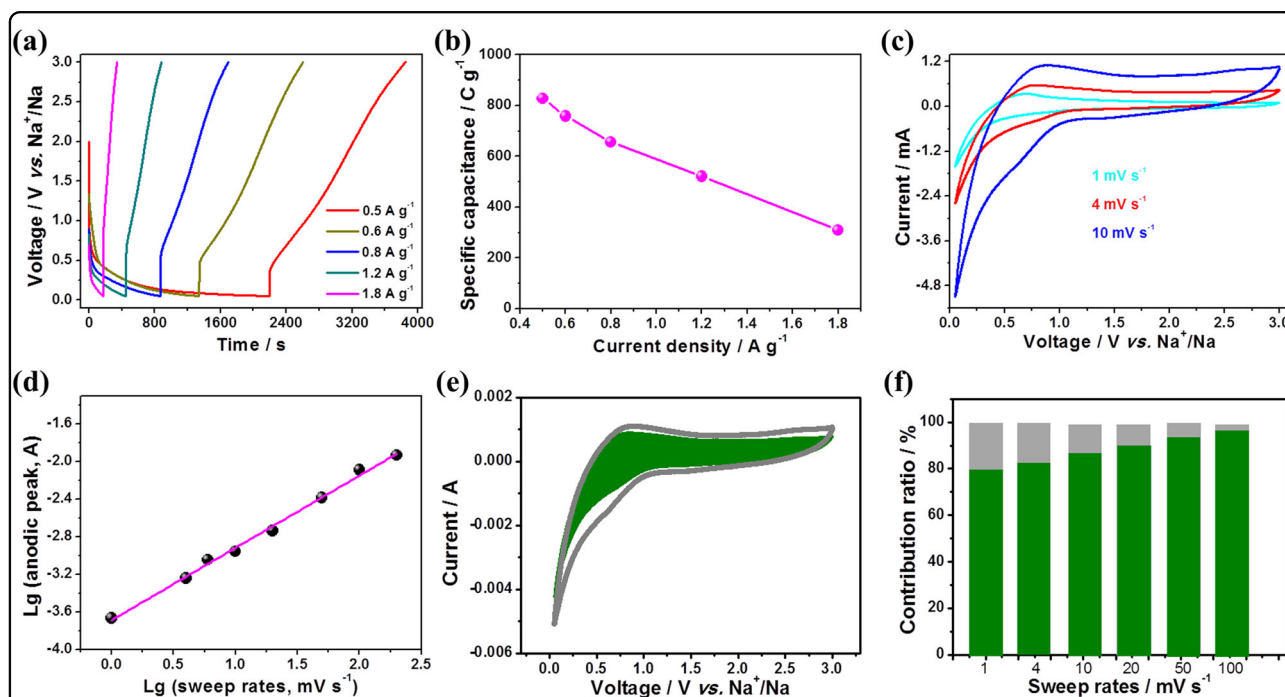 (a)
3.0
2.5
2.0
1.5
1.0
0.5
0.0
Voltage / V vs. Na⁺/Na
0.5 A g⁻¹
0.6 A g⁻¹
0.8 A g⁻¹
1.2 A g⁻¹
1.8 A g⁻¹
0 800 1600 2400 3200 4000
Time / s
(b)
1000
800
600
400
200
0
Specific capacitance / C g⁻¹
0.4 0.6 0.8 1.0 1.2 1.4 1.6 1.8
Current density / A g⁻¹
(c)
1.2
0.0
-1.2
-2.4
-3.6
-4.8
Current / mA
1 mV s⁻¹
4 mV s⁻¹
10 mV s⁻¹
0.0 0.5 1.0 1.5 2.0 2.5 3.0
Voltage / V vs. Na⁺/Na
(d)
-1.6
-2.0
-2.4
-2.8
-3.2
-3.6
-4.0
Lg (anodic peak, A)
0.0 0.5 1.0 1.5 2.0 2.5
Lg (sweep rates, mV s⁻¹)
(e)
0.002
0.000
-0.002
-0.004
-0.006
Current / A
0.0 0.5 1.0 1.5 2.0 2.5 3.0
Voltage / V vs. Na⁺/Na
(f)
100
80
60
40
20
0
Contribution ratio / %
1 4 10 20 50 100
Sweep rates / mV s⁻¹